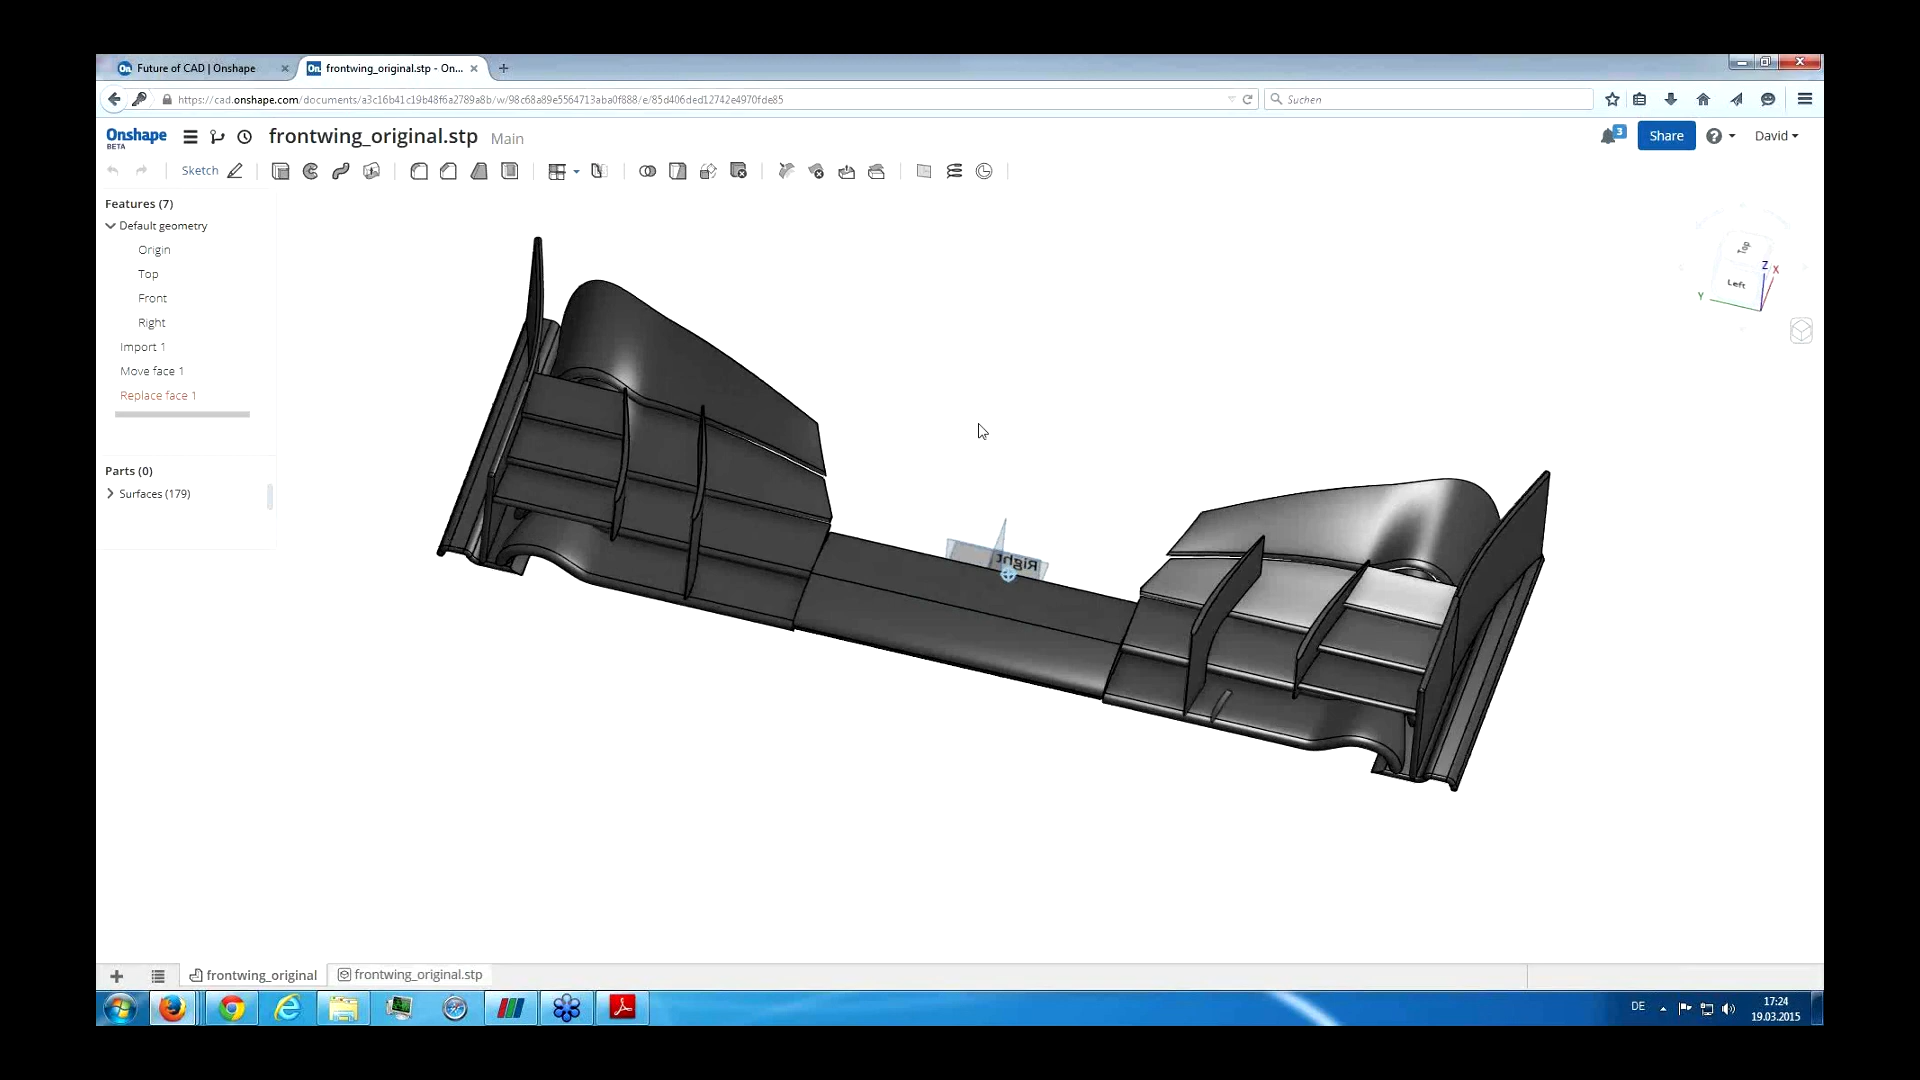 Future of CAD | Onshape
frontwing_original.stp - On...
https://cad.onshape.com/documents/a3c16b41c19b48f6a2789a8b/w/98c68a89e5564713aba0f888/e/85d406ded12742e4970fde85
Suchen
Onshape
BETA
frontwing_original.stp Main
3
Share
David
Sketch
Features (7)
Default geometry
Origin
Top
Front
Right
Import 1
Move face 1
Replace face 1
Parts (0)
Surfaces (179)
Top
Z
X
Left
Y
Right
frontwing_original
frontwing_original.stp
DE
17:24
19.03.2015